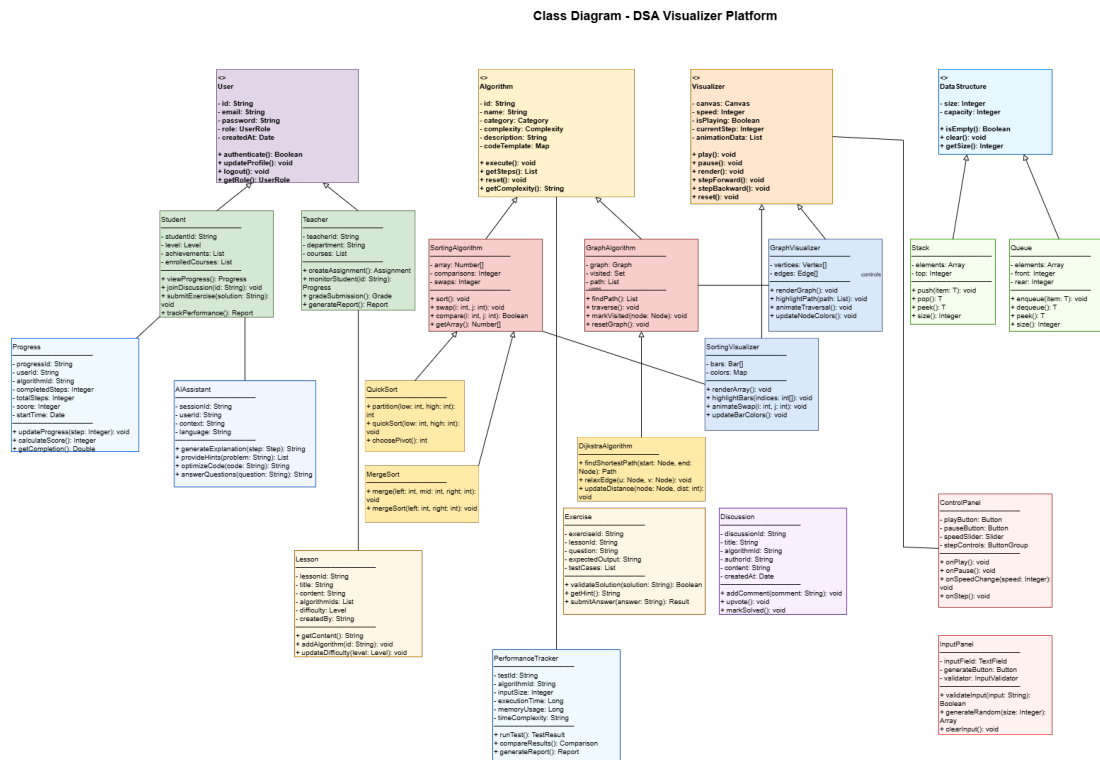 Class Diagram - DSA Visualizer Platform
<>
User
- id: String
- email: String
- password: String
- role: UserRole
- createdAt: Date
+ authenticate(): Boolean
+ updateProfile(): void
+ logout(): void
+ getRole(): UserRole
<>
Algorithm
- id: String
- name: String
- category: Category
- complexity: Complexity
- description: String
- codeTemplate: Map
+ execute(): void
+ getSteps(): List
+ reset(): void
+ getComplexity(): String
<>
Visualizer
- canvas: Canvas
- speed: Integer
- isPlaying: Boolean
- currentStep: Integer
- animationData: List
+ play(): void
+ pause(): void
+ render(): void
+ stepForward(): void
+ stepBackward(): void
+ reset(): void
<>
DataStructure
- size: Integer
- capacity: Integer
+ isEmpty(): Boolean
+ clear(): void
+ getSize(): Integer
Student
- studentId: String
- level: Level
- achievements: List
- enrolledCourses: List
+ viewProgress(): Progress
+ joinDiscussion(id: String): void
+ submitExercise(solution: String):
void
+ trackPerformance(): Report
Teacher
- teacherId: String
- department: String
- courses: List
+ createAssignment(): Assignment
+ monitorStudent(id: String):
Progress
+ gradeSubmission(): Grade
+ generateReport(): Report
SortingAlgorithm
- array: Number[]
- comparisons: Integer
- swaps: Integer
+ sort(): void
+ swap(i: int, j: int): void
+ compare(i: int, j: int): Boolean
+ getArray(): Number[]
GraphAlgorithm
- graph: Graph
- visited: Set
- path: List
+ findPath(): List
+ traverse(): void
+ markVisited(node: Node): void
+ resetGraph(): void
GraphVisualizer
- vertices: Vertex[]
- edges: Edge[]
controls
+ renderGraph(): void
+ highlightPath(path: List): void
+ animateTraversal(): void
+ updateNodeColors(): void
Stack
- elements: Array
- top: Integer
+ push(item: T): void
+ pop(): T
+ peek(): T
+ size(): Integer
Queue
- elements: Array
- front: Integer
- rear: Integer
+ enqueue(item: T): void
+ dequeue(): T
+ peek(): T
+ size(): Integer
Progress
- progressId: String
- userId: String
- algorithmId: String
- completedSteps: Integer
- totalSteps: Integer
- score: Integer
- startTime: Date
+ updateProgress(step: Integer): void
+ calculateScore(): Integer
+ getCompletion(): Double
AIAssistant
- sessionId: String
- userId: String
- context: String
- language: String
+ generateExplanation(step: Step): String
+ provideHints(problem: String): List
+ optimizeCode(code: String): String
+ answerQuestions(question: String): String
QuickSort
+ partition(low: int, high: int):
int
+ quickSort(low: int, high: int):
void
+ choosePivot(): int
SortingVisualizer
- bars: Bar[]
- colors: Map
+ renderArray(): void
+ highlightBars(indices: int[]): void
+ animateSwap(i: int, j: int): void
+ updateBarColors(): void
MergeSort
+ merge(left: int, mid: int, right: int):
void
+ mergeSort(left: int, right: int): void
DijkstraAlgorithm
+ findShortestPath(start: Node, end:
Node): Path
+ relaxEdge(u: Node, v: Node): void
+ updateDistance(node: Node, dist: int):
void
Exercise
- exerciseId: String
- lessonId: String
- question: String
- expectedOutput: String
- testCases: List
+ validateSolution(solution: String): Boolean
+ getHint(): String
+ submitAnswer(answer: String): Result
Discussion
- discussionId: String
- title: String
- algorithmId: String
- authorId: String
- content: String
- createdAt: Date
+ addComment(comment: String): void
+ upvote(): void
+ markSolved(): void
ControlPanel
- playButton: Button
- pauseButton: Button
- speedSlider: Slider
- stepControls: ButtonGroup
+ onPlay(): void
+ onPause(): void
+ onSpeedChange(speed: Integer):
void
+ onStep(): void
Lesson
- lessonId: String
- title: String
- content: String
- algorithmIds: List
- difficulty: Level
- createdBy: String
+ getContent(): String
+ addAlgorithm(id: String): void
+ updateDifficulty(level: Level): void
PerformanceTracker
- testId: String
- algorithmId: String
- inputSize: Integer
- executionTime: Long
- memoryUsage: Long
- timeComplexity: String
+ runTest(): TestResult
+ compareResults(): Comparison
+ generateReport(): Report
InputPanel
- inputField: TextField
- generateButton: Button
- validator: InputValidator
+ validateInput(input: String):
Boolean
+ generateRandom(size: Integer):
Array
+ clearInput(): void